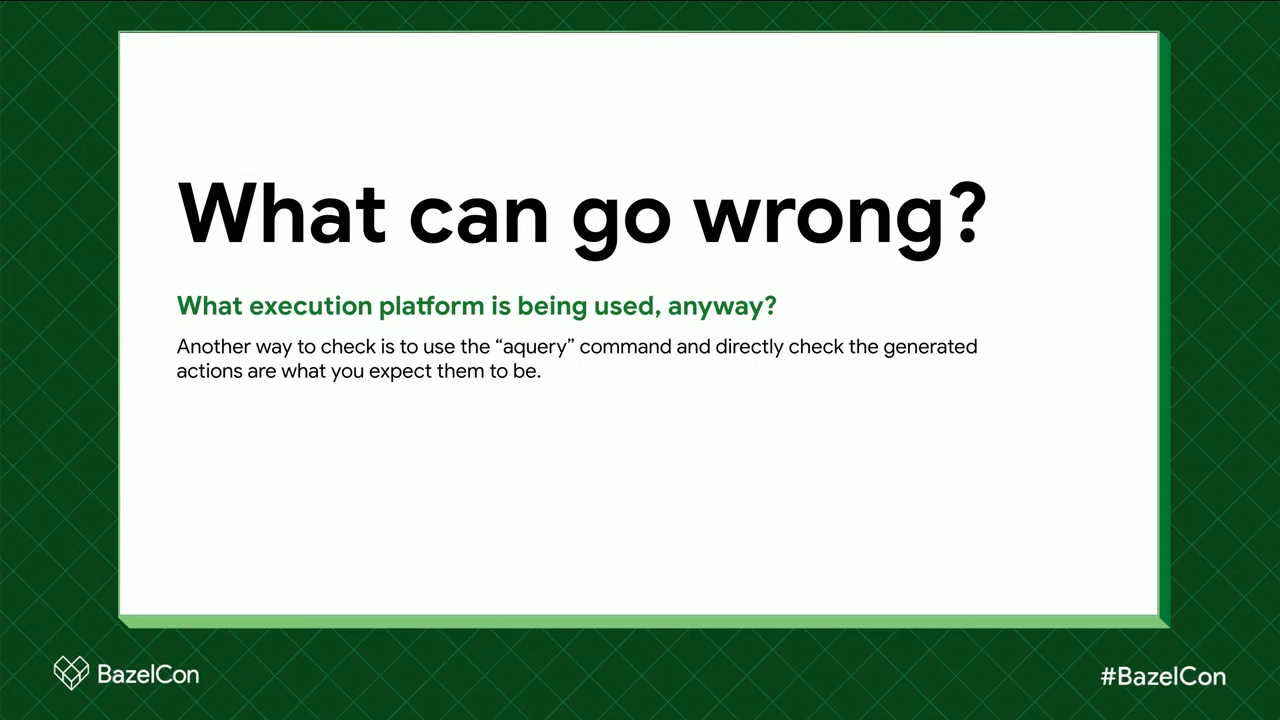 What can go wrong?
What execution platform is being used, anyway?
Another way to check is to use the “aquery” command and directly check the generated
actions are what you expect them to be.
BazelCon
#BazelCon